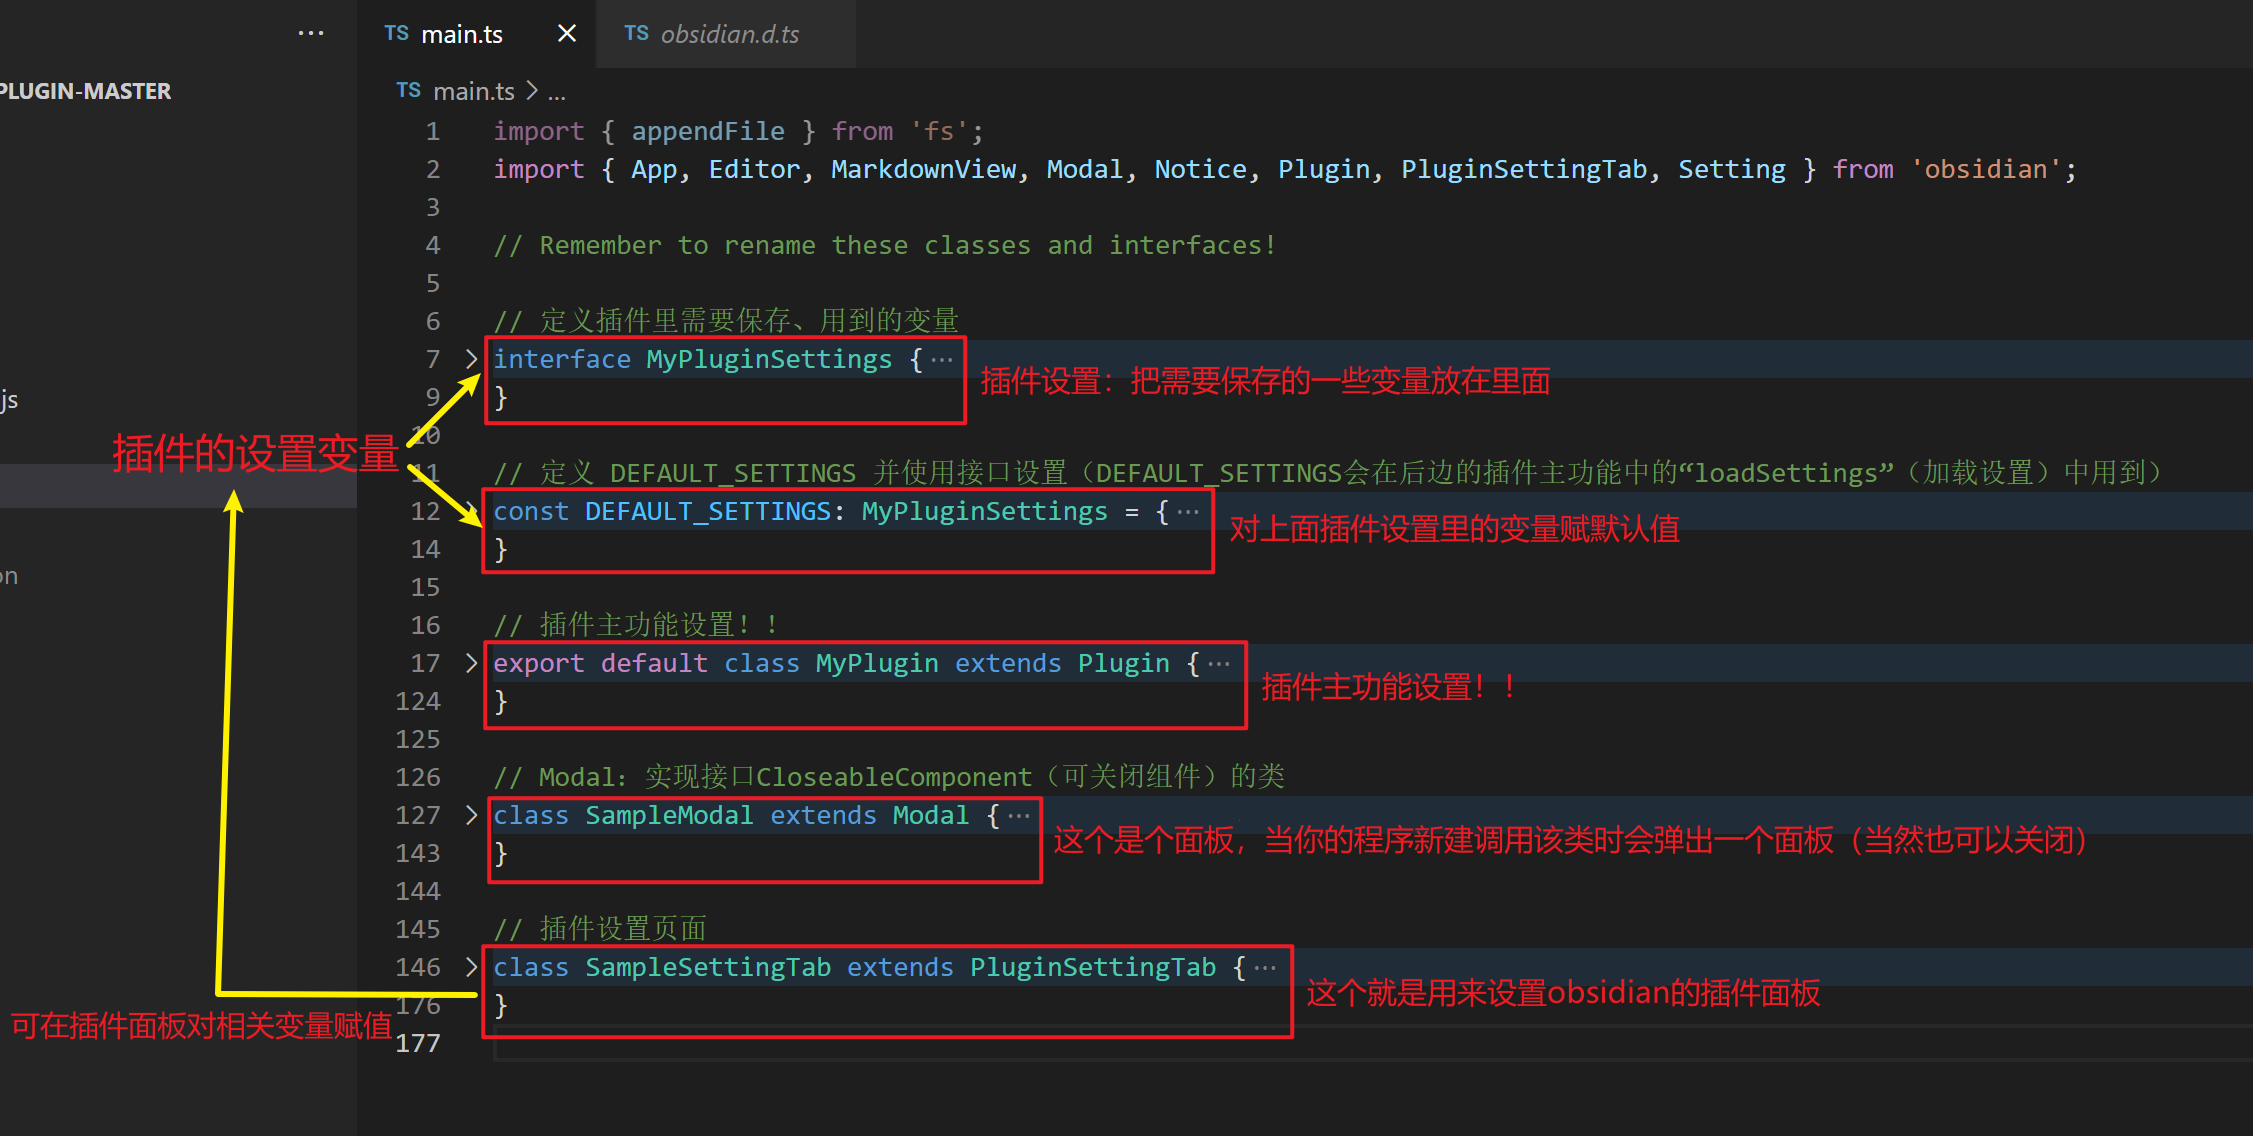 ···
TS main.ts ×
TS obsidian.d.ts
PLUGIN-MASTER
TS main.ts > ...
1 import { appendFile } from 'fs';
2 import { App, Editor, MarkdownView, Modal, Notice, Plugin, PluginSettingTab, Setting } from 'obsidian';
3
4 // Remember to rename these classes and interfaces!
5
6 // 定义插件里需要保存、用到的变量
7 interface MyPluginSettings {···
插件设置：把需要保存的一些变量放在里面
9 }
js
10
插件的设置变量
11 // 定义 DEFAULT_SETTINGS 并使用接口设置（DEFAULT_SETTINGS会在后边的插件主功能中的“loadSettings”（加载设置）中用到）
12 const DEFAULT_SETTINGS: MyPluginSettings = {···
对上面插件设置里的变量赋默认值
14 }
on
15
16 // 插件主功能设置！！
17 export default class MyPlugin extends Plugin {···
插件主功能设置！！
124 }
125
126 // Modal：实现接口CloseableComponent（可关闭组件）的类
127 class SampleModal extends Modal {···
这个是个面板，当你的程序新建调用该类时会弹出一个面板（当然也可以关闭）
143 }
144
145 // 插件设置页面
146 class SampleSettingTab extends PluginSettingTab {···
这个就是用来设置obsidian的插件面板
176 }
可在插件面板对相关变量赋值
177